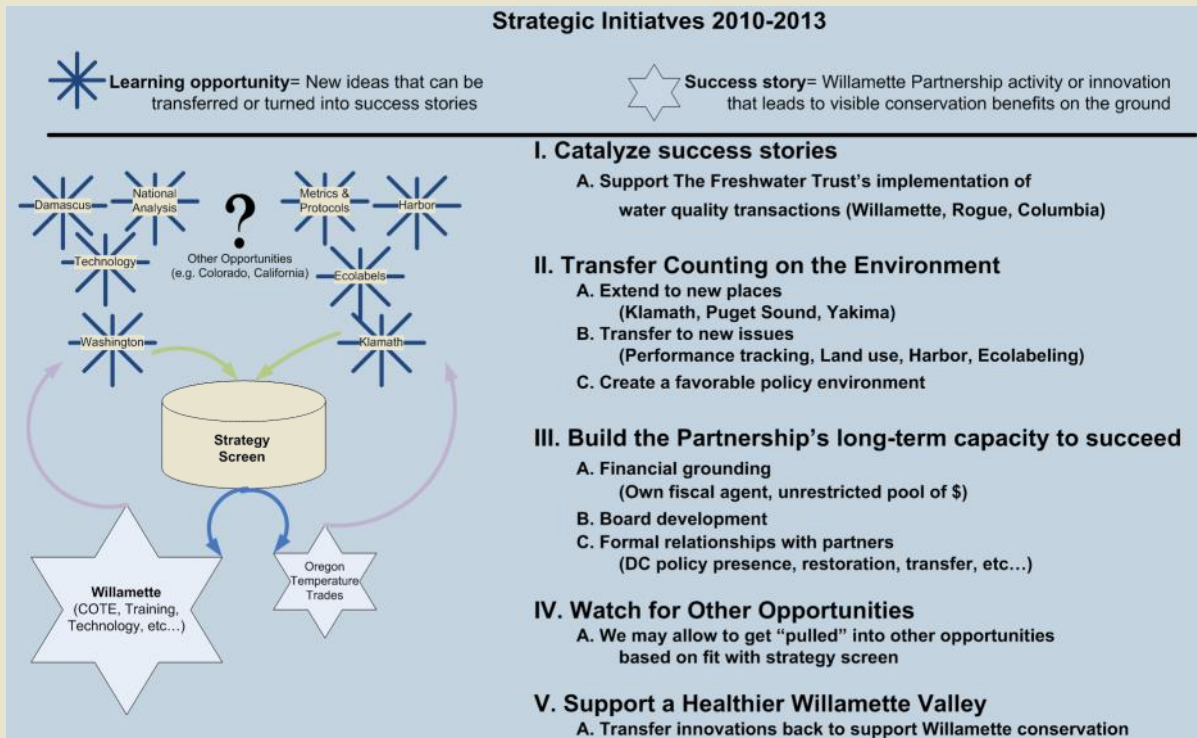 Strategic Initiatves 2010-2013
Learning opportunity= New ideas that can be
transferred or turned into success stories
Success story= Willamette Partnership activity or innovation
that leads to visible conservation benefits on the ground
Damascus
National
Analysis
?
Metrics &
Protocols
Harbor
Technology
Other Opportunities
(e.g. Colorado, California)
Ecolabels
Washington
Klamath
Strategy
Screen
Willamette
(COTE, Training,
Technology, etc…)
Oregon
Temperature
Trades
I. Catalyze success stories
A. Support The Freshwater Trust's implementation of
water quality transactions (Willamette, Rogue, Columbia)
II. Transfer Counting on the Environment
A. Extend to new places
(Klamath, Puget Sound, Yakima)
B. Transfer to new issues
(Performance tracking, Land use, Harbor, Ecolabeling)
C. Create a favorable policy environment
III. Build the Partnership's long-term capacity to succeed
A. Financial grounding
(Own fiscal agent, unrestricted pool of $)
B. Board development
C. Formal relationships with partners
(DC policy presence, restoration, transfer, etc…)
IV. Watch for Other Opportunities
A. We may allow to get “pulled” into other opportunities
based on fit with strategy screen
V. Support a Healthier Willamette Valley
A. Transfer innovations back to support Willamette conservation